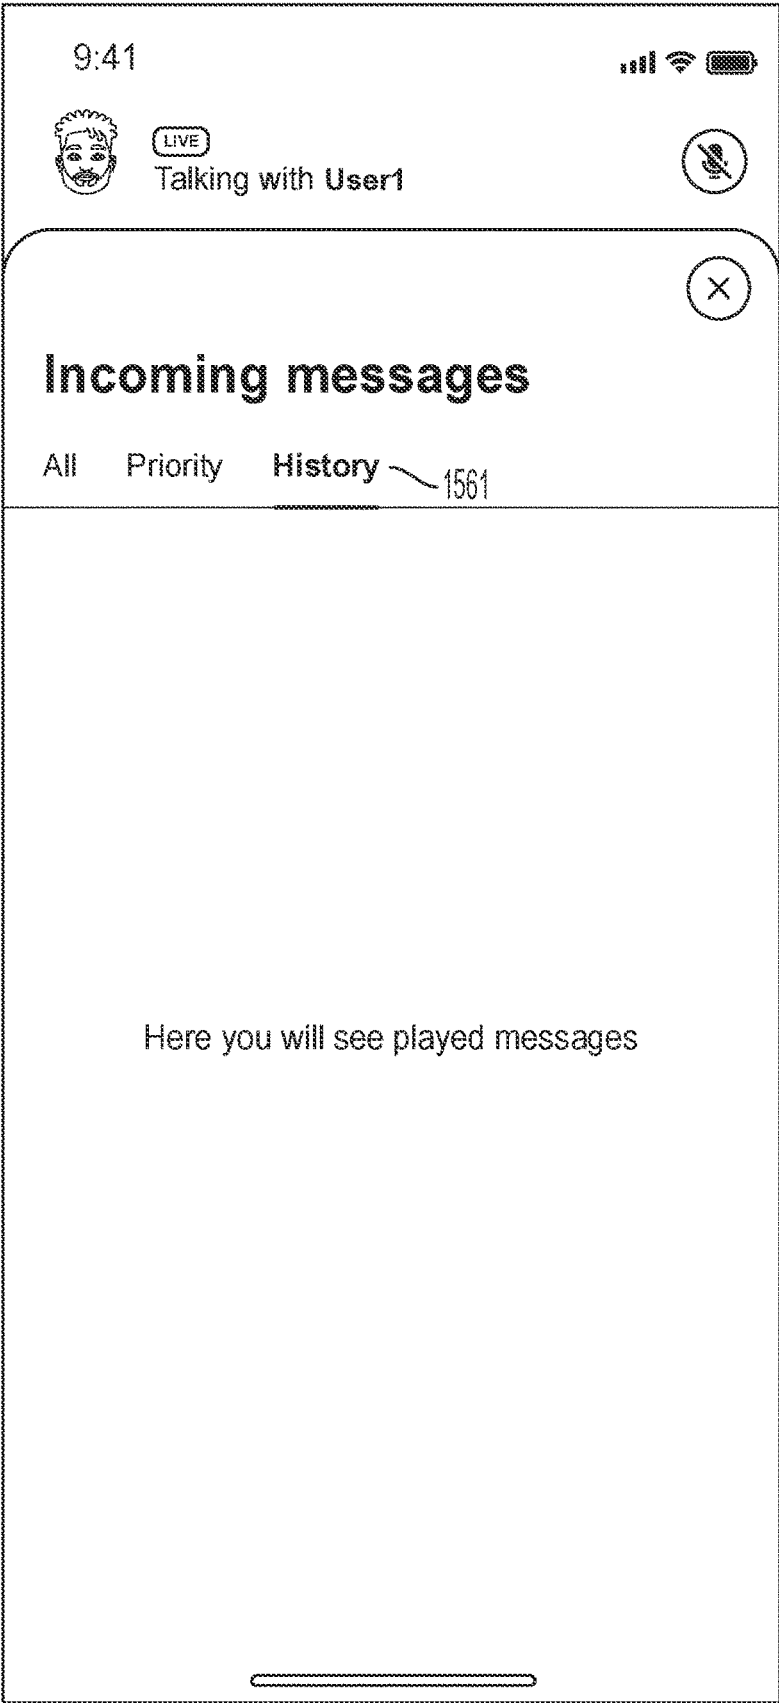 9:41
LIVE
Talking with User1
Incoming messages
All Priority History 1561
Here you will see played messages